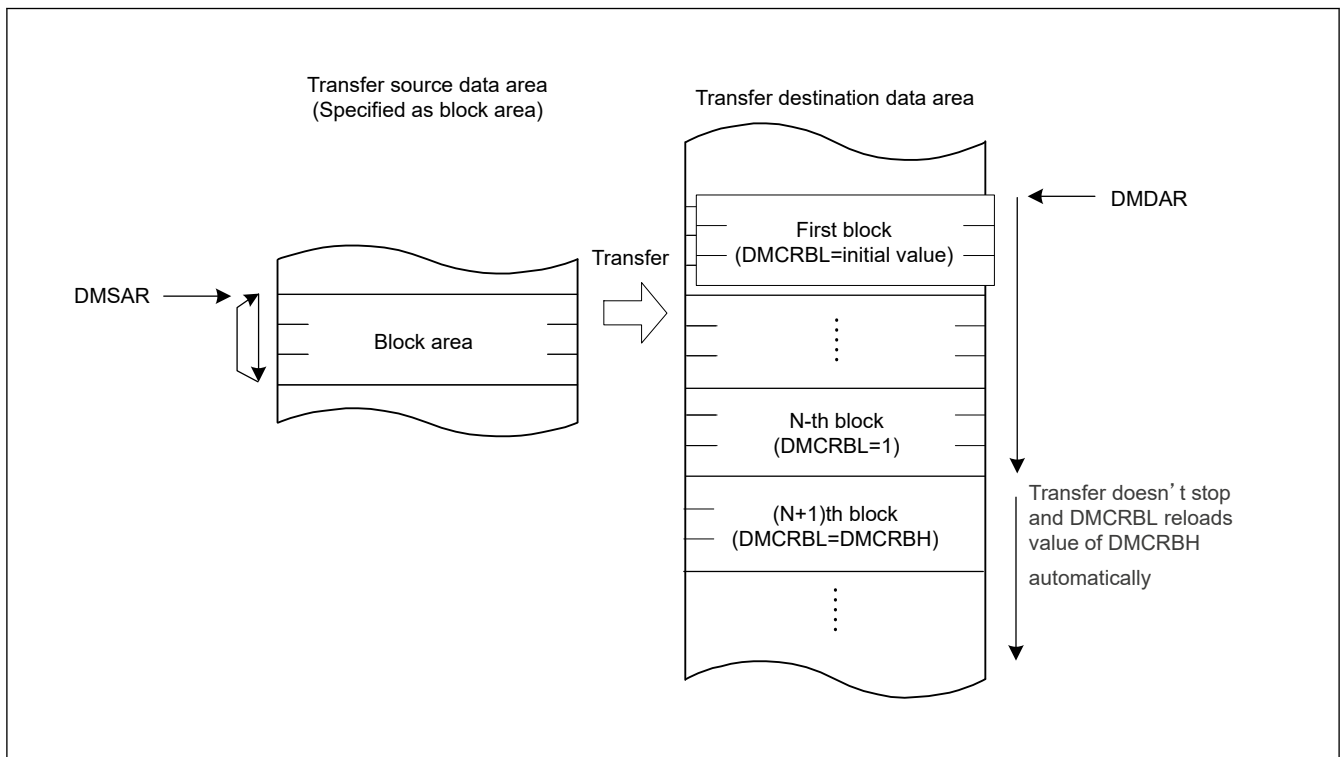 Transfer source data area
(Specified as block area)
Transfer destination data area
DMDAR
First block
(DMCRBL=initial value)
Transfer
DMSAR
Block area
N-th block
(DMCRBL=1)
Transfer doesn’t stop
and DMCRBL reloads
value of DMCRBH
automatically
(N+1)th block
(DMCRBL=DMCRBH)